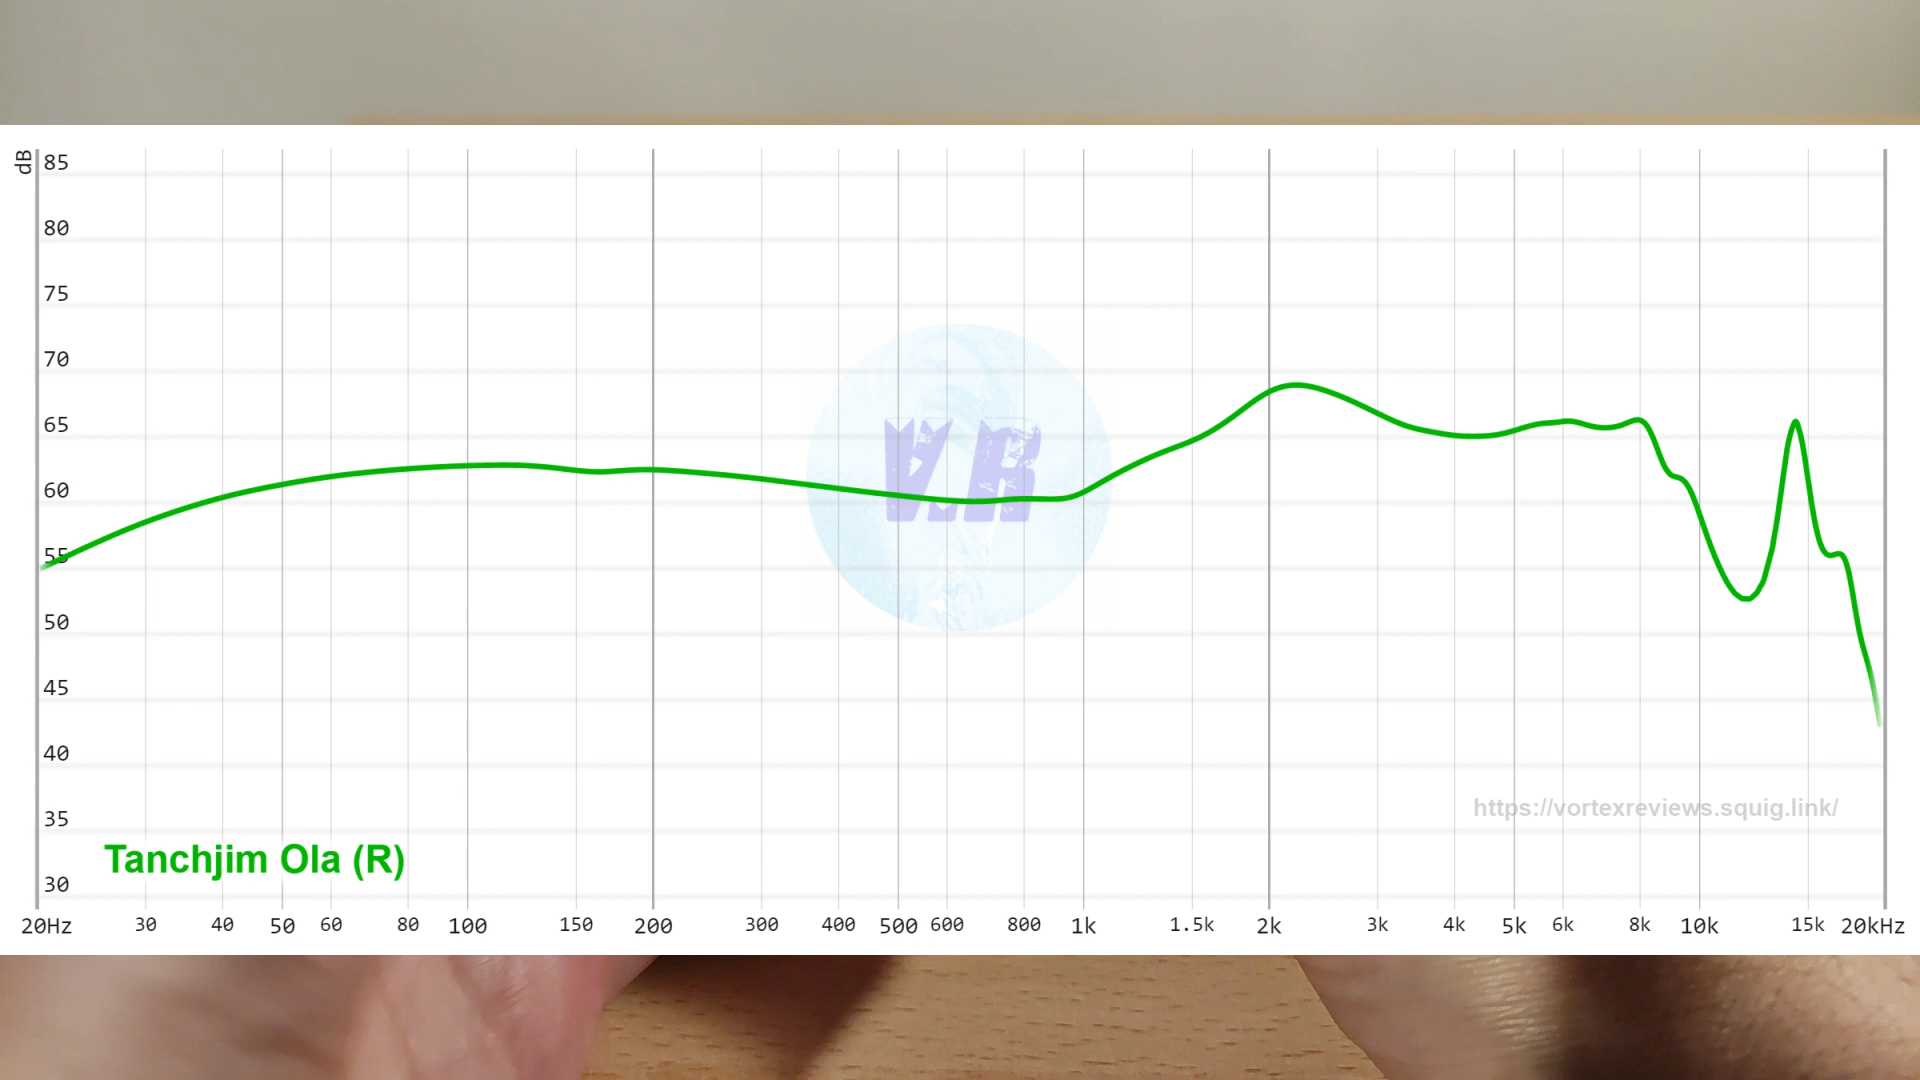 dB
85
80
75
70
65
60
55
50
45
40
35
30
V.R
https://vortexreviews.squig.link/
Tanchjim Ola (R)
20Hz 30 40 50 60 80 100 150 200 300 400 500 600 800 1k 1.5k 2k 3k 4k 5k 6k 8k 10k 15k 20kHz